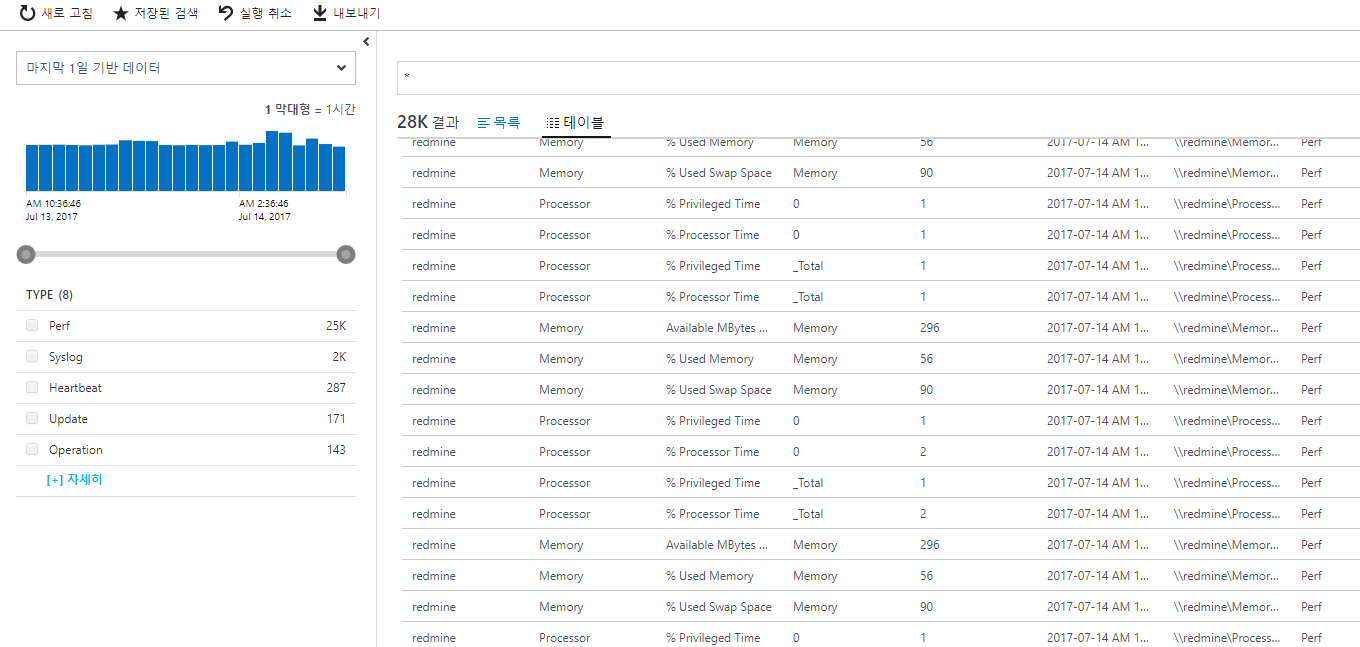 새로 고침 저장된 검색 실행 취소 내보내기
마지막 1일 기반 데이터
1 막대형 = 1시간
AM 10:36:46 AM 2:36:46
Jul 13, 2017 Jul 14, 2017
TYPE (8)
Perf 25K
Syslog 2K
Heartbeat 287
Update 171
Operation 143
[+] 자세히
*
28K 결과 목록 테이블
redmine Memory % Used Memory Memory 56 2017-07-14 AM 1... \\redmine\Memor... Perf
redmine Memory % Used Swap Space Memory 90 2017-07-14 AM 1... \\redmine\Memor... Perf
redmine Processor % Privileged Time 0 1 2017-07-14 AM 1... \\redmine\Process... Perf
redmine Processor % Processor Time 0 1 2017-07-14 AM 1... \\redmine\Process... Perf
redmine Processor % Privileged Time _Total 1 2017-07-14 AM 1... \\redmine\Process... Perf
redmine Processor % Processor Time _Total 1 2017-07-14 AM 1... \\redmine\Process... Perf
redmine Memory Available MBytes ... Memory 296 2017-07-14 AM 1... \\redmine\Memor... Perf
redmine Memory % Used Memory Memory 56 2017-07-14 AM 1... \\redmine\Memor... Perf
redmine Memory % Used Swap Space Memory 90 2017-07-14 AM 1... \\redmine\Memor... Perf
redmine Processor % Privileged Time 0 1 2017-07-14 AM 1... \\redmine\Process... Perf
redmine Processor % Processor Time 0 2 2017-07-14 AM 1... \\redmine\Process... Perf
redmine Processor % Privileged Time _Total 1 2017-07-14 AM 1... \\redmine\Process... Perf
redmine Processor % Processor Time _Total 2 2017-07-14 AM 1... \\redmine\Process... Perf
redmine Memory Available MBytes ... Memory 296 2017-07-14 AM 1... \\redmine\Memor... Perf
redmine Memory % Used Memory Memory 56 2017-07-14 AM 1... \\redmine\Memor... Perf
redmine Memory % Used Swap Space Memory 90 2017-07-14 AM 1... \\redmine\Memor... Perf
redmine Processor % Privileged Time 0 1 2017-07-14 AM 1... \\redmine\Process... Perf